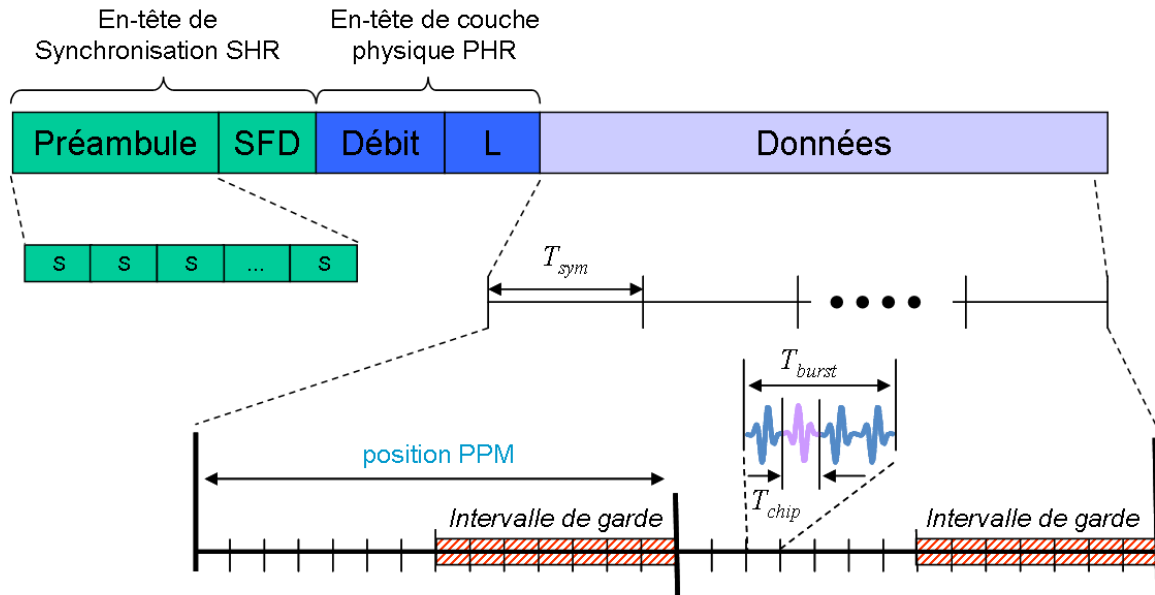 En-tête de
Synchronisation SHR
En-tête de couche
physique PHR
Préambule
SFD
Débit
L
Données
S
S
S
...
S
T_sym
T_burst
position PPM
T_chip
Intervalle de garde
Intervalle de garde